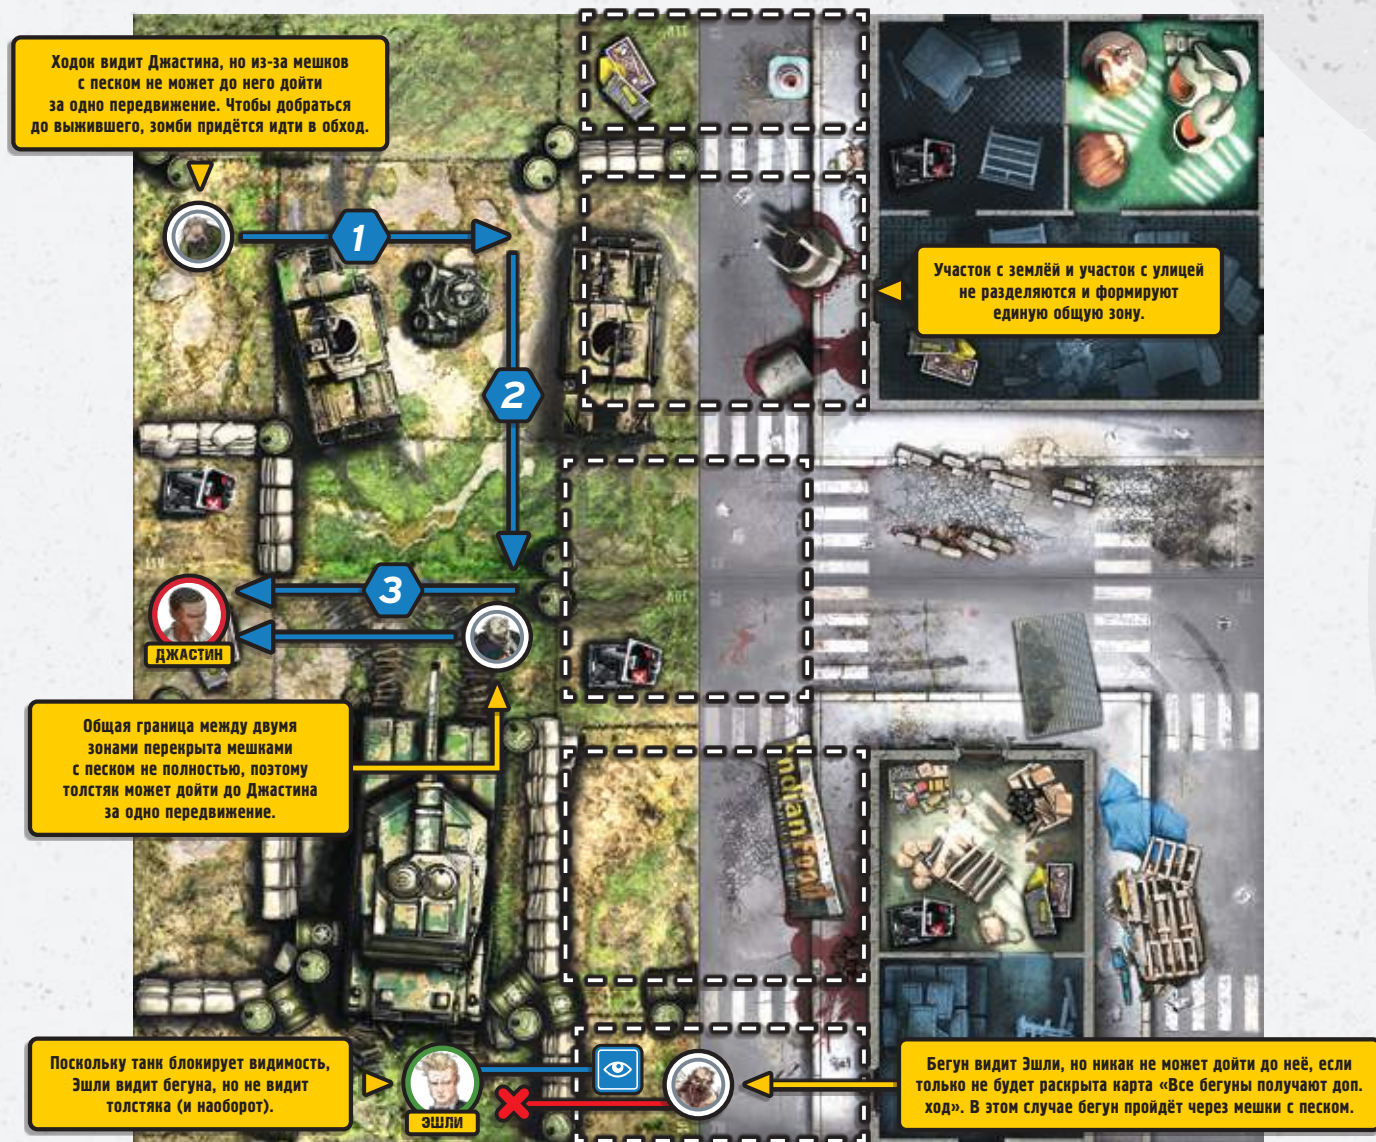 Ходок видит Джастина, но из-за мешков
с песком не может до него дойти
за одно передвижение. Чтобы добраться
до выжившего, зомби придётся идти в обход.
1
Участок с землёй и участок с улицей
не разделяются и формируют
единую общую зону.
2
3
ДЖАСТИН
Общая граница между двумя
зонами перекрыта мешками
с песком не полностью, поэтому
толстяк может дойти до Джастина
за одно передвижение.
Indian Food
Поскольку танк блокирует видимость,
Эшли видит бегуна, но не видит
толстяка (и наоборот).
ЭШЛИ
Бегун видит Эшли, но никак не может дойти до неё, если
только не будет раскрыта карта «Все бегуны получают доп.
ход». В этом случае бегун пройдёт через мешки с песком.